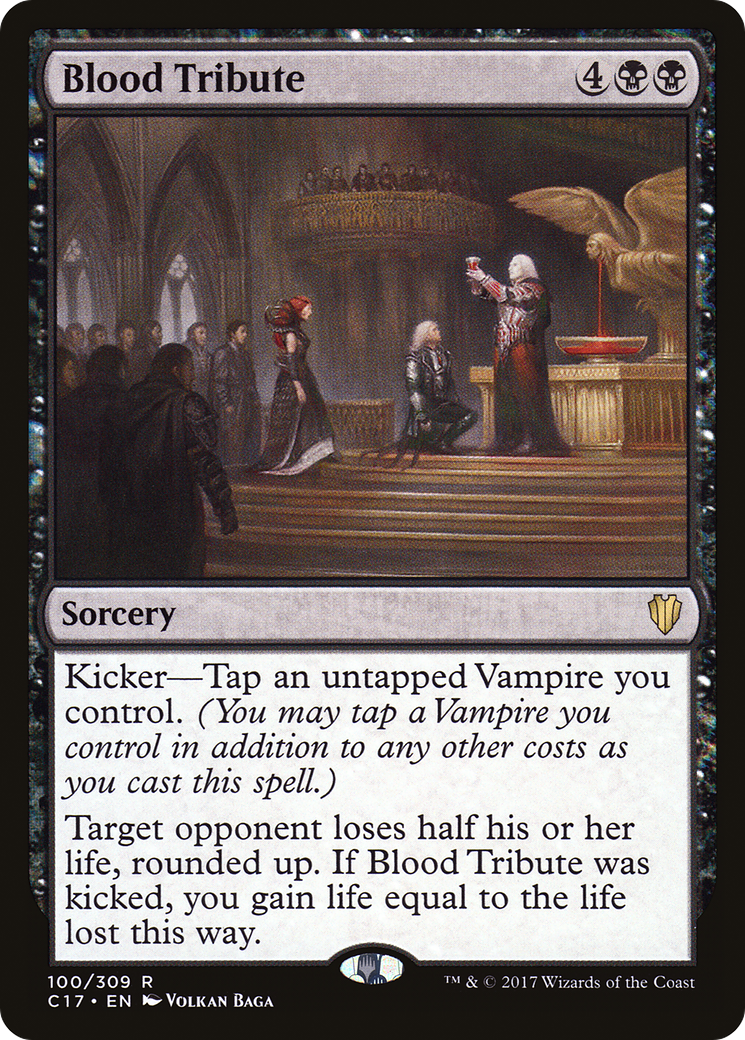 Blood Tribute 4
Sorcery
Kicker—Tap an untapped Vampire you
control. (You may tap a Vampire you
control in addition to any other costs as
you cast this spell.)
Target opponent loses half his or her
life, rounded up. If Blood Tribute was
kicked, you gain life equal to the life
lost this way.
100/309 R
C17 • EN Volkan Baga
™ & © 2017 Wizards of the Coast